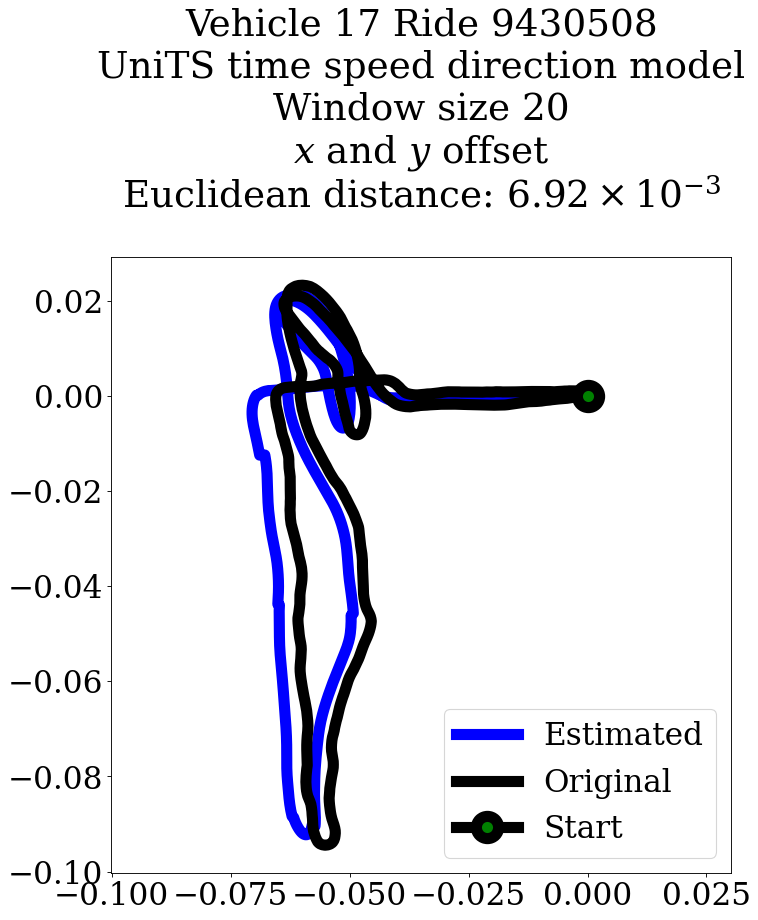 Vehicle 17 Ride 9430508
UniTS time speed direction model
Window size 20
x and y offset
Euclidean distance: 6.92 × 10⁻³
0.02
0.00
−0.02
−0.04
−0.06
−0.08
−0.10
−0.100 −0.075 −0.050 −0.025 0.000 0.025
Estimated
Original
Start